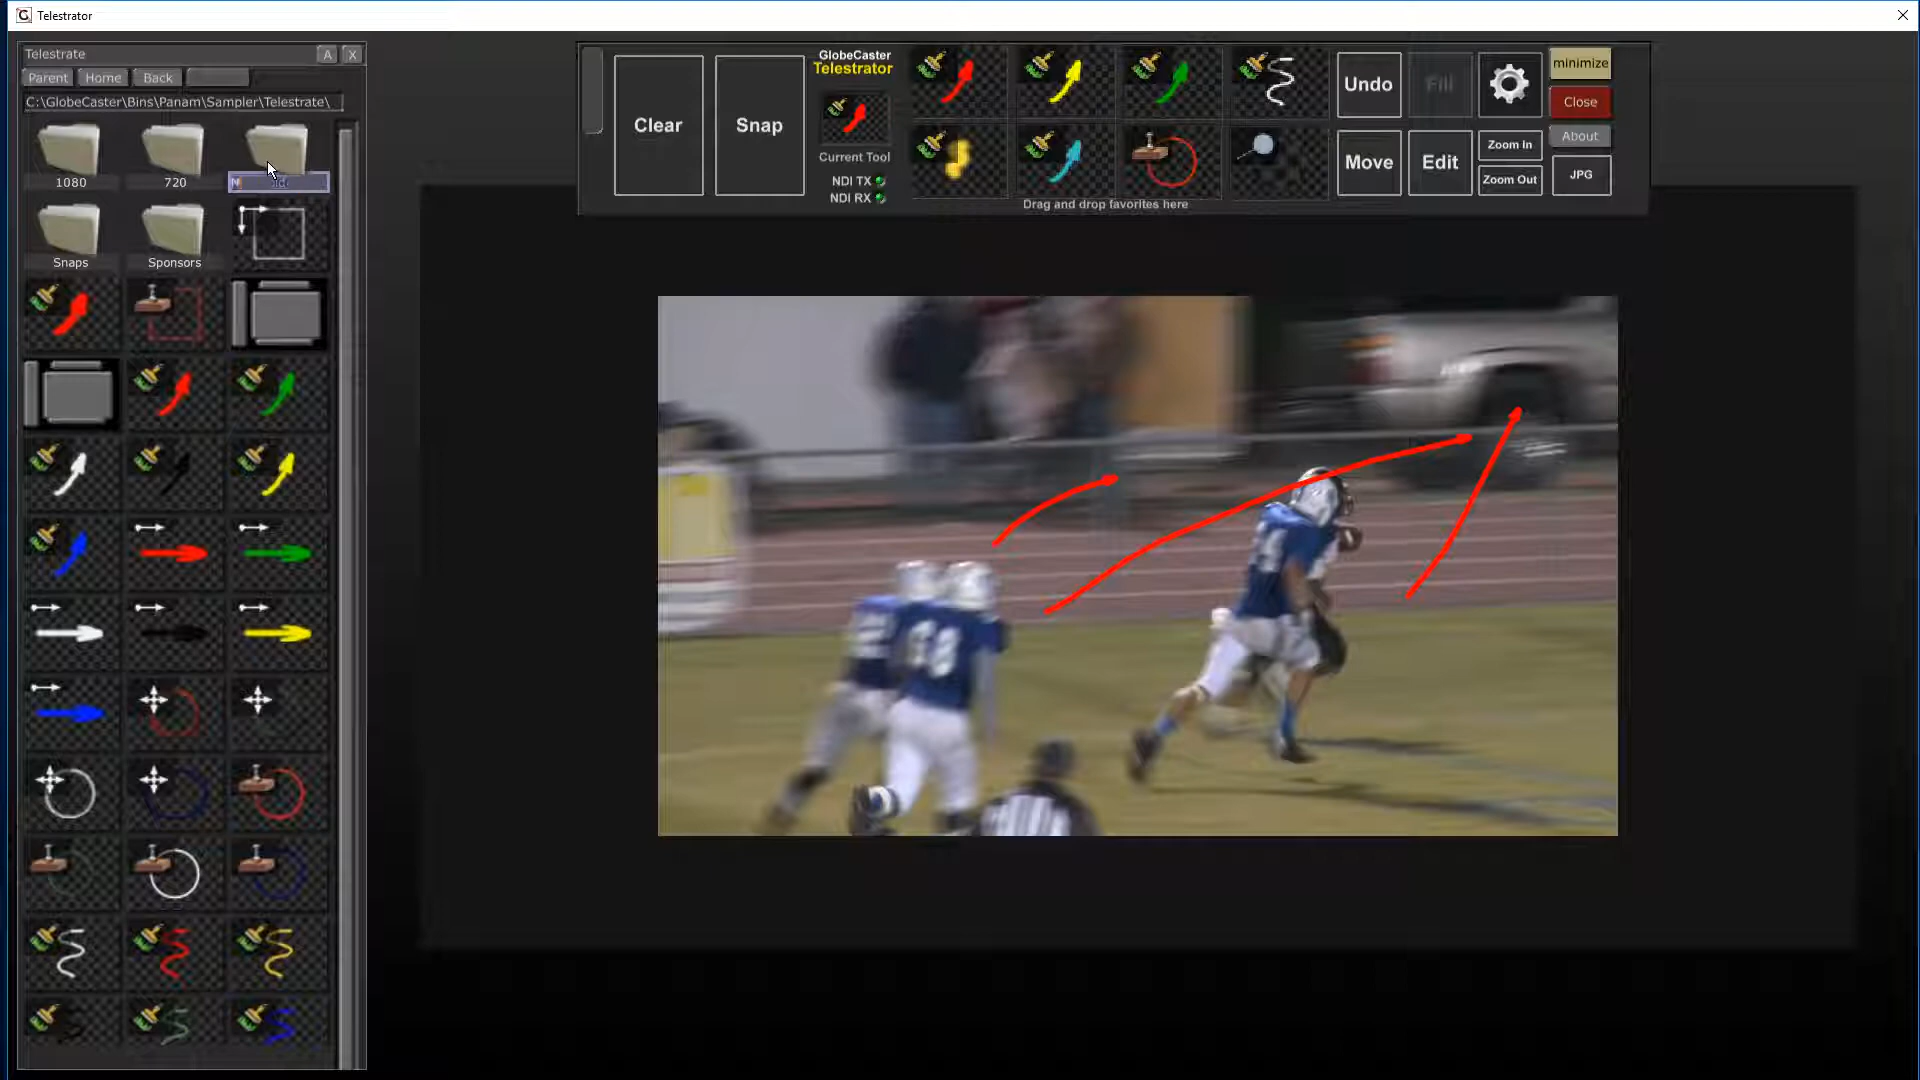 Telestrator
Telestrate
A
X
Parent
Home
Back
C:\GlobeCaster\Bins\Panam\Sampler\Telestrate\
1080
720
Snaps
Sponsors
Clear
Snap
GlobeCaster
Telestrator
Current Tool
NDI TX
NDI RX
Drag and drop favorites here
Undo
Fill
Move
Edit
Zoom In
Zoom Out
minimize
Close
About
JPG